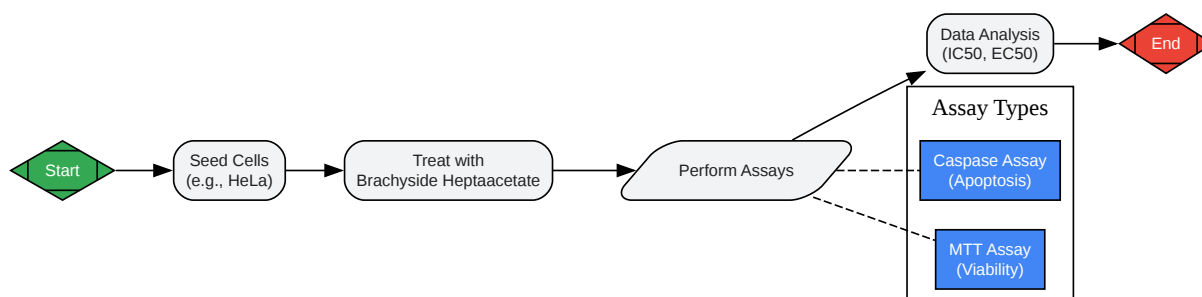 Start
Seed Cells
(e.g., HeLa)
Treat with
Brachyside Heptaacetate
Perform Assays
Data Analysis
(IC50, EC50)
End
Assay Types
Caspase Assay
(Apoptosis)
MTT Assay
(Viability)